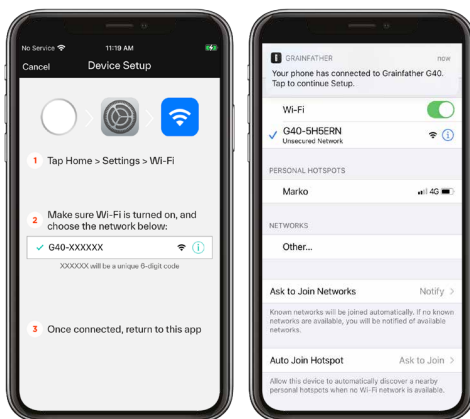 No Service
11:19 AM
Cancel
Device Setup
1 Tap Home > Settings > Wi-Fi
2 Make sure Wi-Fi is turned on, and
choose the network below:
G40-XXXXXX
XXXXXX will be a unique 6-digit code
3 Once connected, return to this app
GRAINFATHER
now
Your phone has connected to Grainfather G40.
Tap to continue Setup.
Wi-Fi
G40-5H5ERN
Unsecured Network
PERSONAL HOTSPOTS
Marko
4G
NETWORKS
Other...
Ask to Join Networks
Notify >
Known networks will be joined automatically. If no known
networks are available, you will be notified of available
networks.
Auto Join Hotspot
Ask to Join >
Allow this device to automatically discover a nearby
personal hotspots when no Wi-Fi network is available.